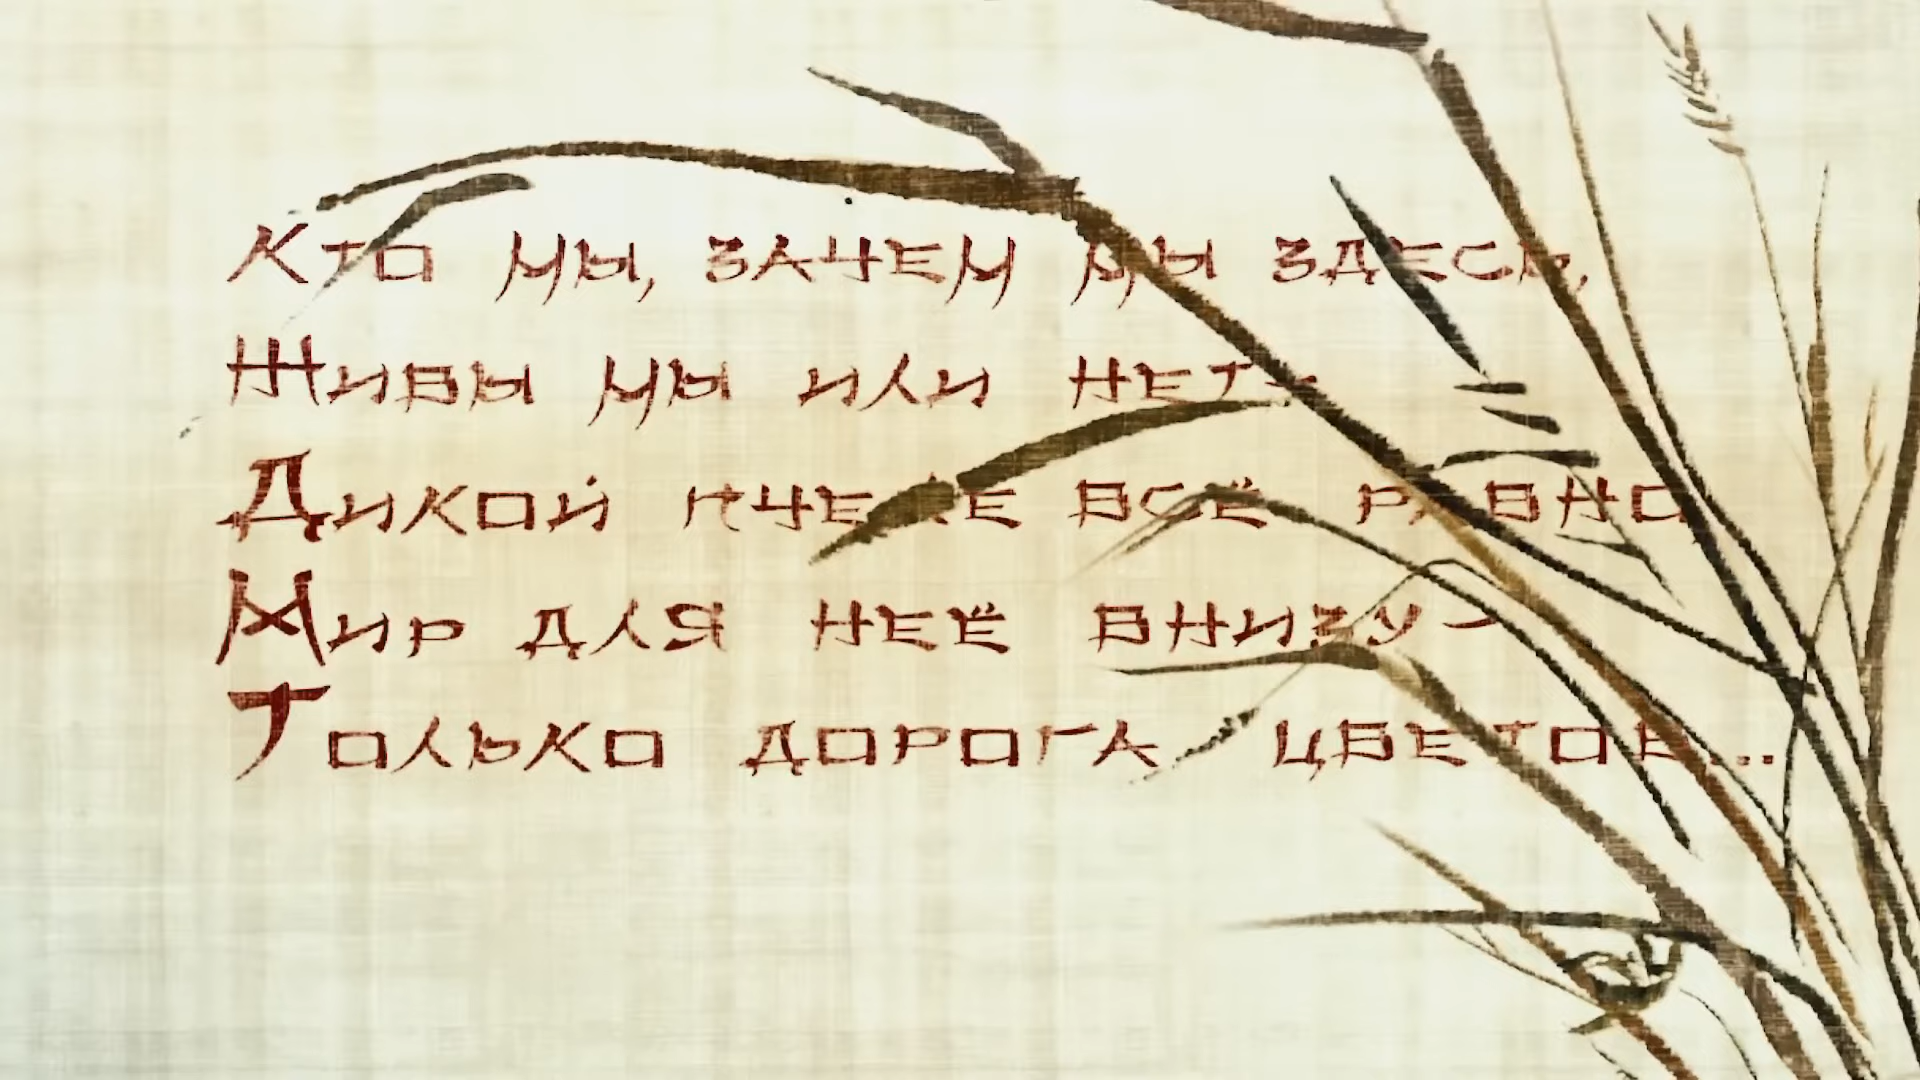 Кто мы, зачем мы здесь,
Живы мы или нет-
Дикой пчеле всё равно
Мир для неё внизу-
Только дорога цветов...